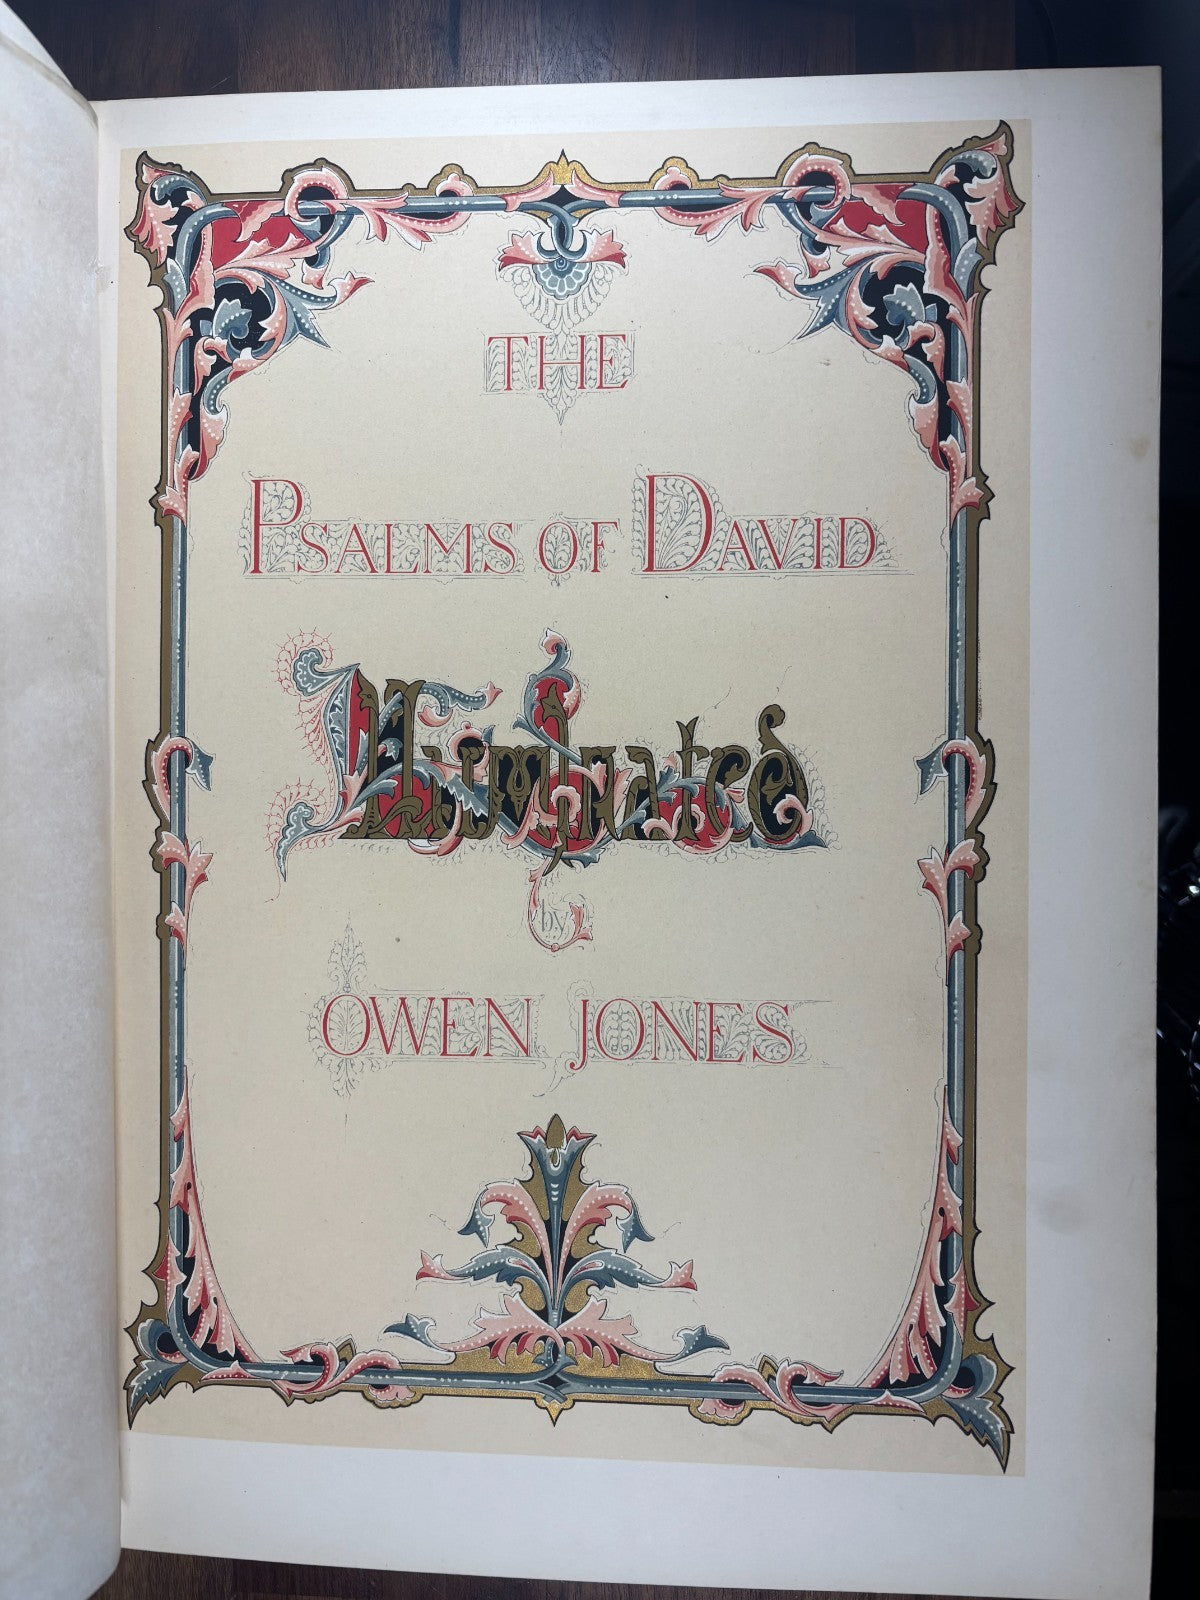 THE
PSALMS OF DAVID
Illuminated
by
OWEN JONES